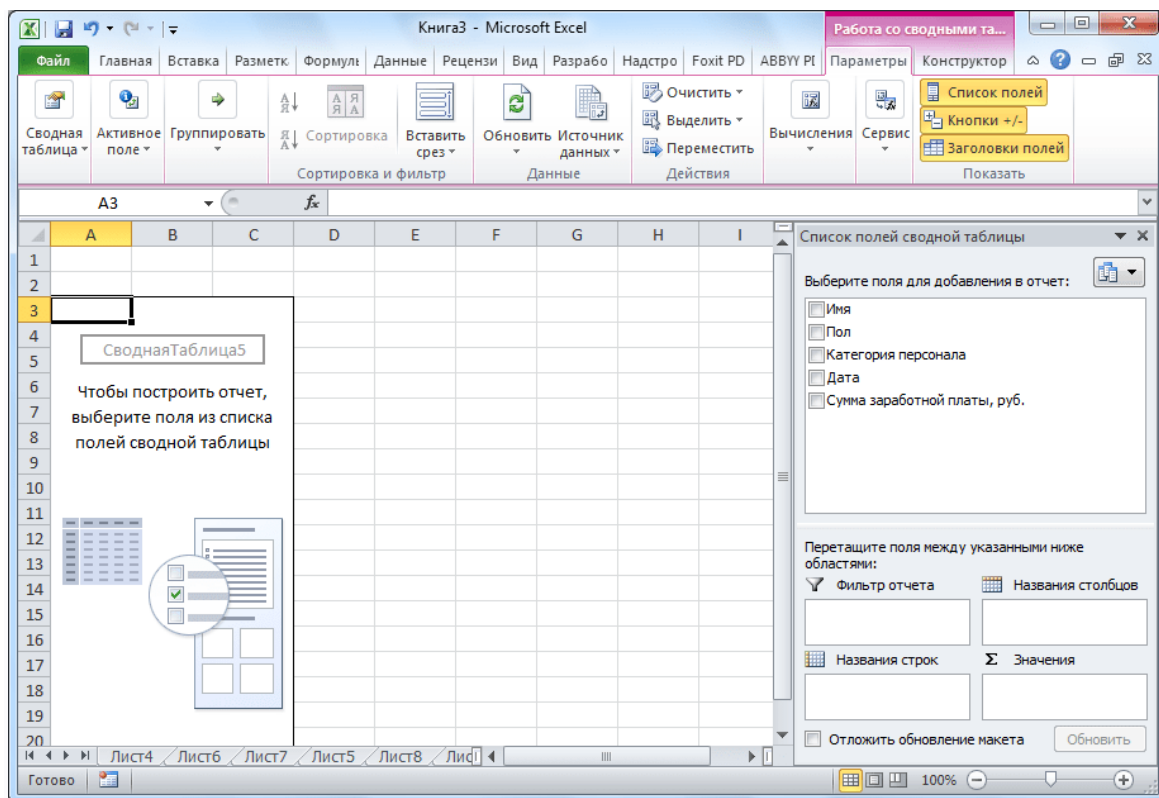 Книга3 - Microsoft Excel
Работа со сводными та...
Файл Главная Вставка Разметк Формулы Данные Рецензи Вид Разрабо Надстро Foxit PD ABBYY PI Параметры Конструктор
Сводная таблица
Активное поле
Группировать
Сортировка
Вставить срез
Обновить
Источник данных
Очистить
Выделить
Переместить
Вычисления
Сервис
Список полей
Кнопки +/-
Заголовки полей
Сортировка и фильтр Данные Действия Показать
A3 fx
A B C D E F G H I
1
2
3
4
5
6
7
8
9
10
11
12
13
14
15
16
17
18
19
20
СводнаяТаблица5
Чтобы построить отчет,
выберите поля из списка
полей сводной таблицы
Список полей сводной таблицы
Выберите поля для добавления в отчет:
Имя
Пол
Категория персонала
Дата
Сумма заработной платы, руб.
Перетащите поля между указанными ниже
областями:
Фильтр отчета Названия столбцов
Названия строк Σ Значения
Отложить обновление макета Обновить
Лист4 Лист6 Лист7 Лист5 Лист8 Лис
Готово 100%